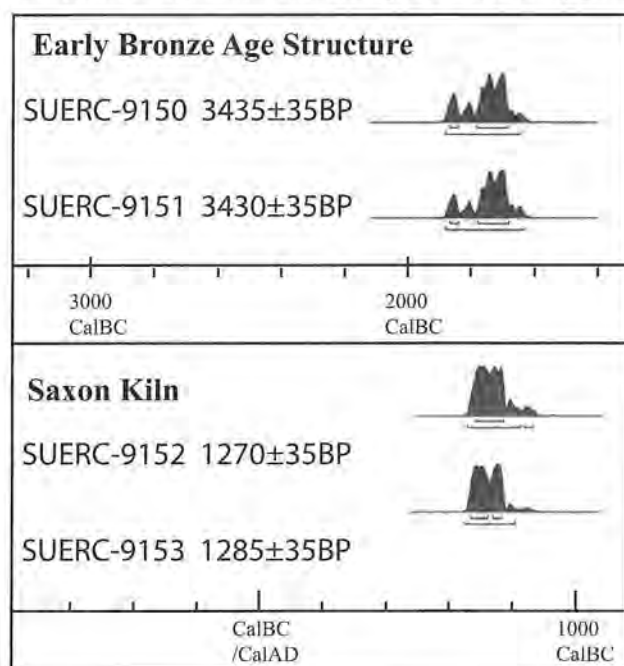 Early Bronze Age Structure
SUERC-9150 3435±35BP
SUERC-9151 3430±35BP
3000 2000
CalBC CalBC
Saxon Kiln
SUERC-9152 1270±35BP
SUERC-9153 1285±35BP
CalBC 1000
/CalAD CalBC